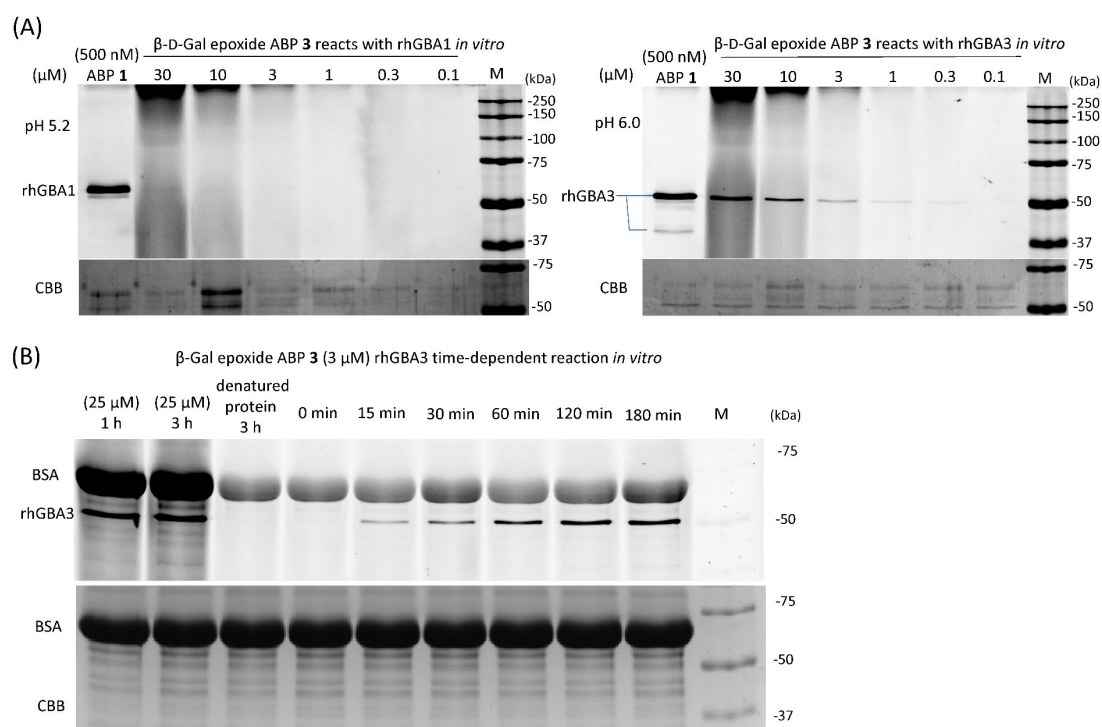 (A)
β-D-Gal epoxide ABP 3 reacts with rhGBA1 in vitro
(500 nM)
(μM) ABP 1 30 10 3 1 0.3 0.1 M (kDa)
pH 5.2
rhGBA1
-250
-150
-100
-75
-50
-37
CBB
-75
-50
β-D-Gal epoxide ABP 3 reacts with rhGBA3 in vitro
(500 nM)
(μM) ABP 1 30 10 3 1 0.3 0.1 M (kDa)
pH 6.0
rhGBA3
-250
-150
-100
-75
-50
-37
CBB
-75
-50
(B)
β-Gal epoxide ABP 3 (3 μM) rhGBA3 time-dependent reaction in vitro
(25 μM) 1 h
(25 μM) 3 h
denatured protein 3 h
0 min 15 min 30 min 60 min 120 min 180 min M (kDa)
BSA
rhGBA3
-75
-50
BSA
CBB
-75
-50
-37